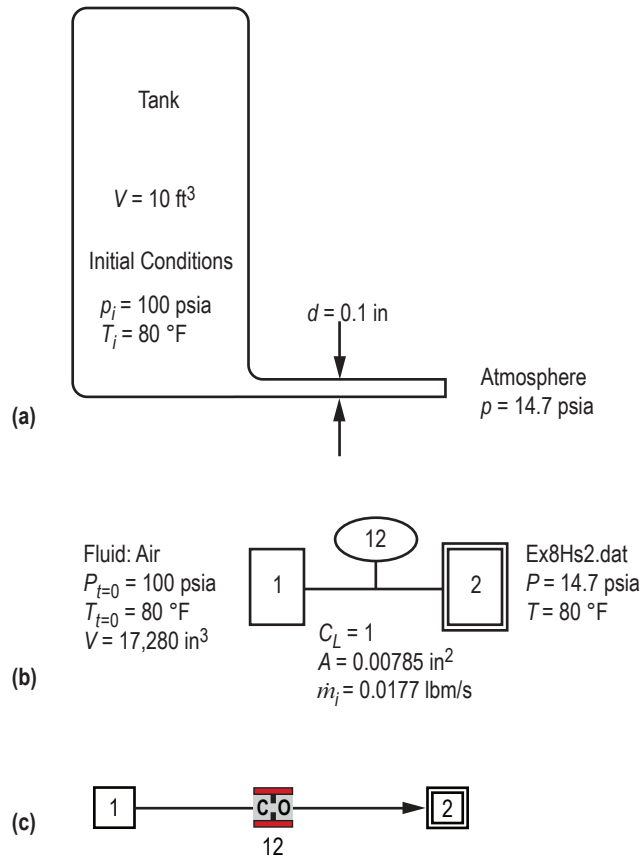 Tank
V = 10 ft³
Initial Conditions
pᵢ = 100 psia
Tᵢ = 80 °F
d = 0.1 in
Atmosphere
p = 14.7 psia
(a)
12
Fluid: Air
Pₜ₌₀ = 100 psia
Tₜ₌₀ = 80 °F
V = 17,280 in³
1
2
Ex8Hs2.dat
P = 14.7 psia
T = 80 °F
C_L = 1
A = 0.00785 in²
ṁᵢ = 0.0177 lbm/s
(b)
1
C O
2
12
(c)